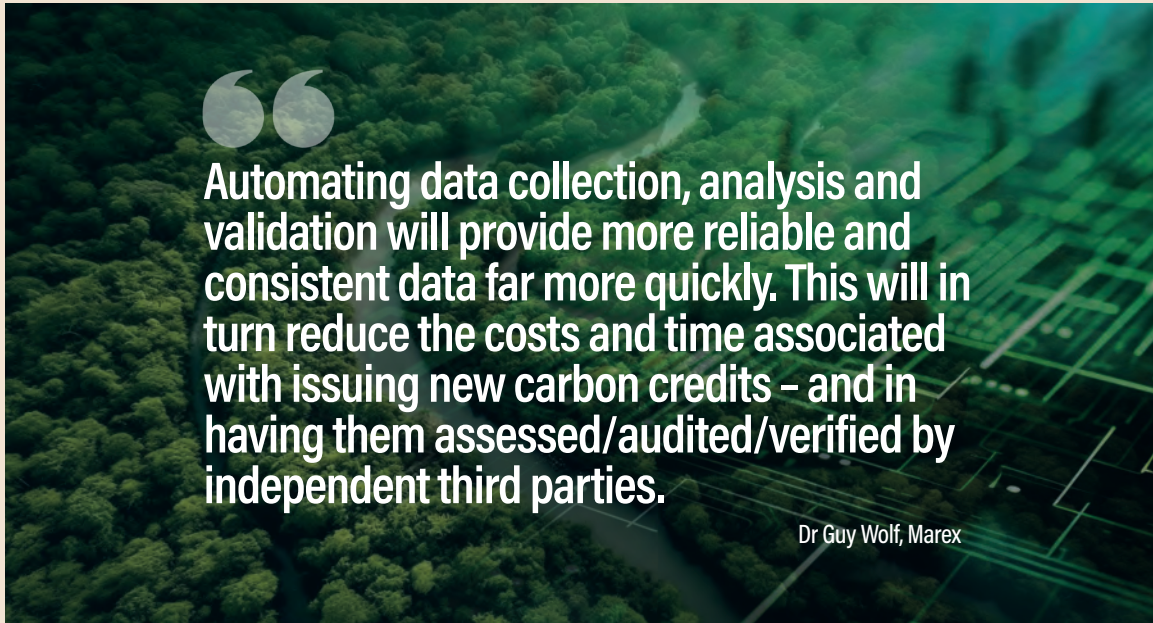 Automating data collection, analysis and
validation will provide more reliable and
consistent data far more quickly. This will in
turn reduce the costs and time associated
with issuing new carbon credits – and in
having them assessed/audited/verified by
independent third parties.
Dr Guy Wolf, Marex